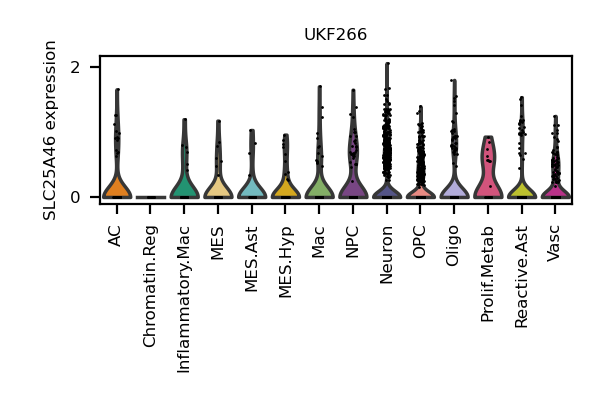 UKF266
SLC25A46 expression
2
0
AC
Chromatin.Reg
Inflammatory.Mac
MES
MES.Ast
MES.Hyp
Mac
NPC
Neuron
OPC
Oligo
Prolif.Metab
Reactive.Ast
Vasc